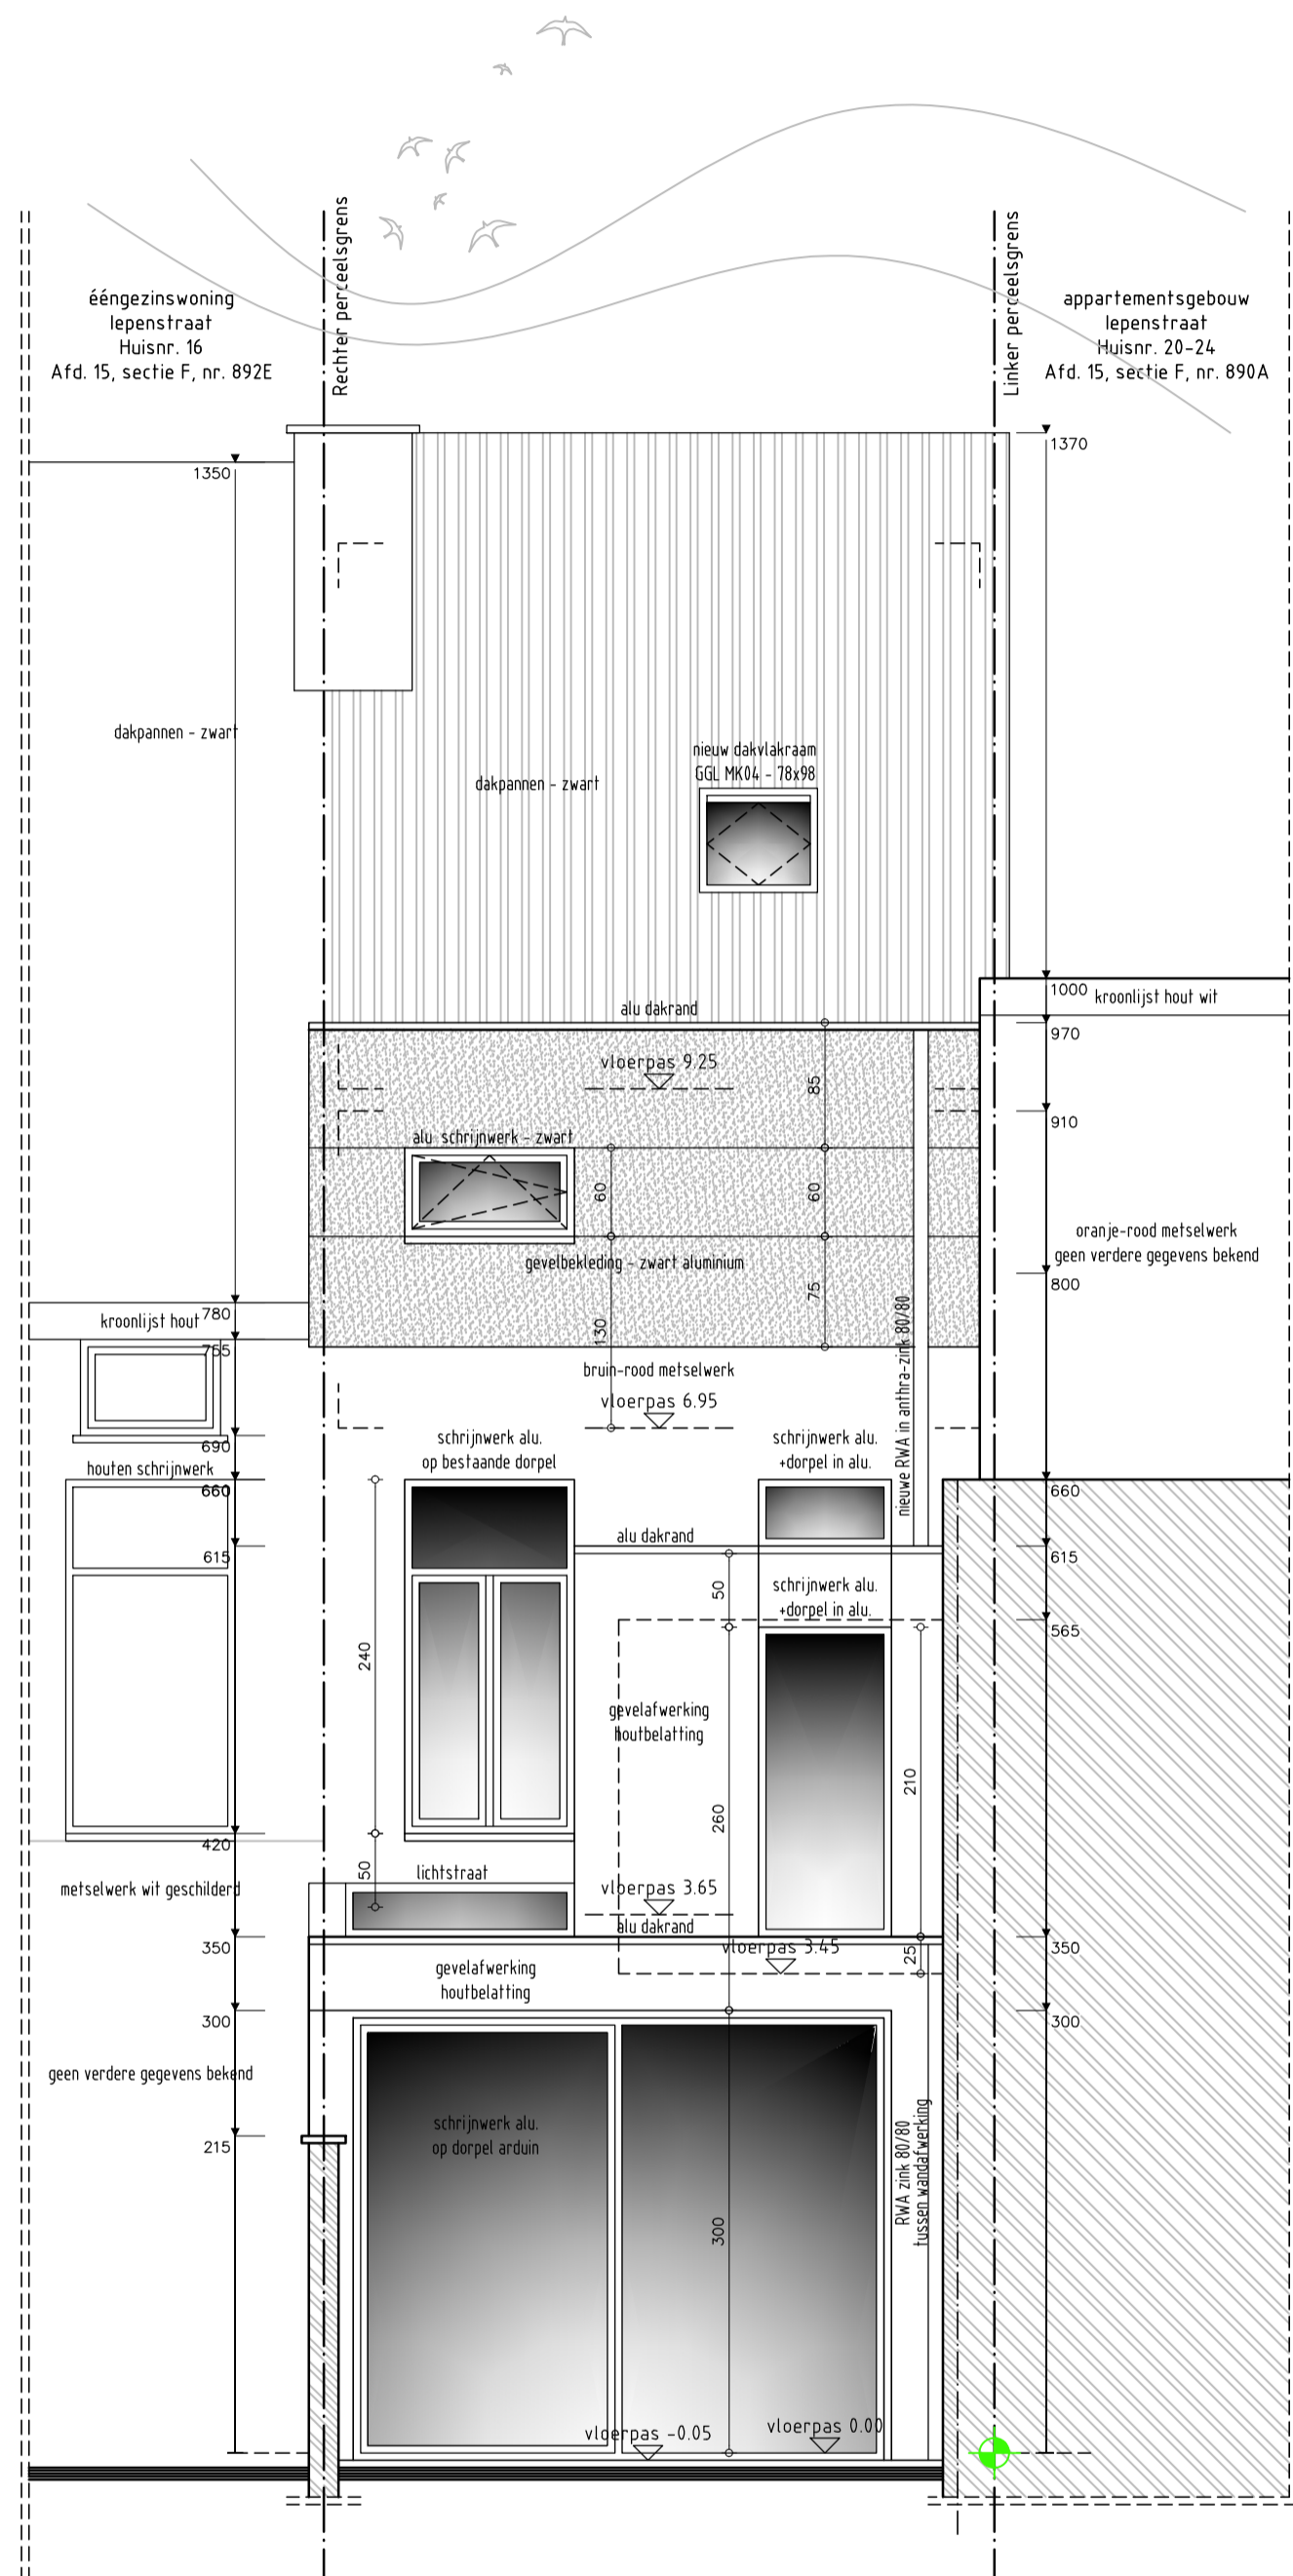 Rechter perceelsgrens
Linker perceelsgrens
ééngezinswoning
Iepenstraat
Huisnr. 16
Afd. 15, sectie F, nr. 892E
appartementsgebouw
Iepenstraat
Huisnr. 20-24
Afd. 15, sectie F, nr. 890A
1370
1350
dakpannen - zwart
nieuw dakvlakraam
GGL MK04 - 78x98
dakpannen - zwart
1000
kroonlijst hout wit
alu dakrand
970
vloerpas 9.25
85
910
alu. schrijnwerk - zwart
60
60
oranje-rood metselwerk
geen verdere gegevens bekend
gevelbekleding - zwart aluminium
75
800
780
kroonlijst hout
130
755
nieuwe RWA in anthra-zink 80/80
bruin-rood metselwerk
vloerpas 6.95
690
schrijnwerk alu.
op bestaande dorpel
schrijnwerk alu.
+dorpel in alu.
houten schrijnwerk
660
660
alu dakrand
615
615
50
schrijnwerk alu.
+dorpel in alu.
565
240
gevelafwerking
houtbelatting
210
260
420
50
lichtstraat
metselwerk wit geschilderd
vloerpas 3.65
alu dakrand
350
vloerpas 3.45
350
25
gevelafwerking
houtbelatting
300
300
geen verdere gegevens bekend
215
schrijnwerk alu.
op dorpel arduin
RWA zink 80/80
tussen wandafwerking
300
vloerpas -0.05
vloerpas 0.00